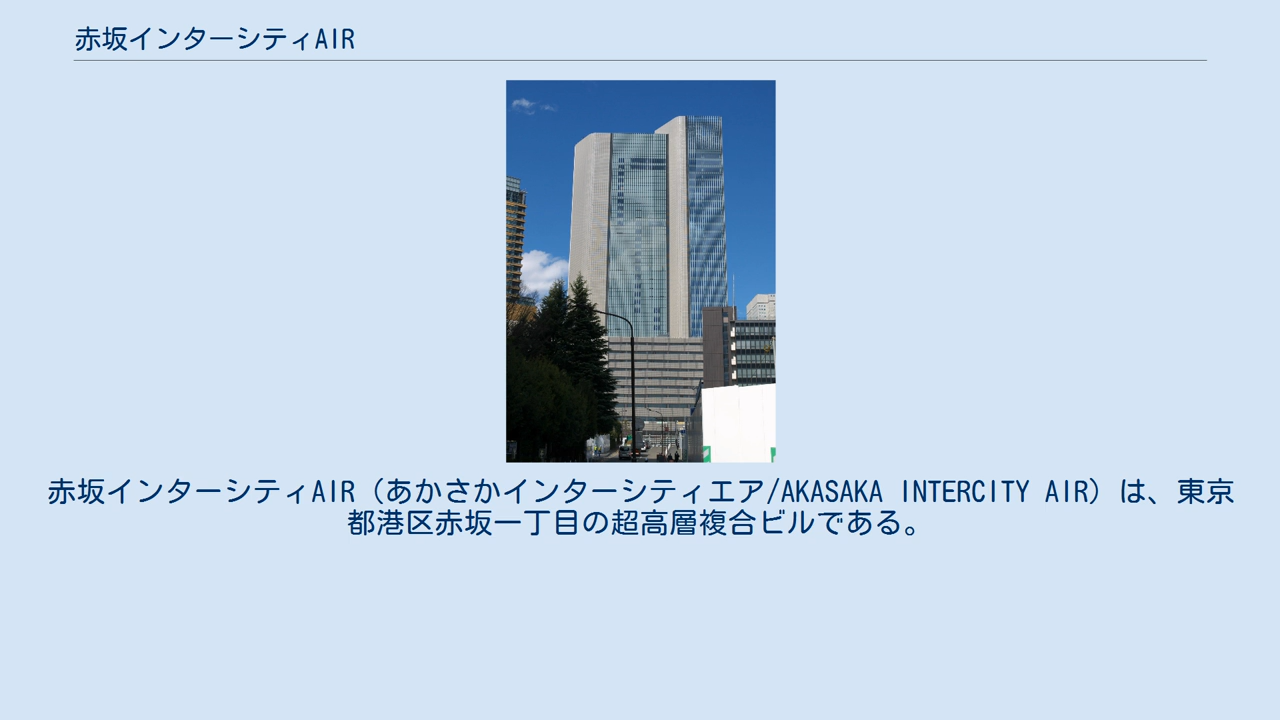 赤坂インターシティAIR
赤坂インターシティAIR（あかさかインターシティエア/AKASAKA INTERCITY AIR）は、東京
都港区赤坂一丁目の超高層複合ビルである。